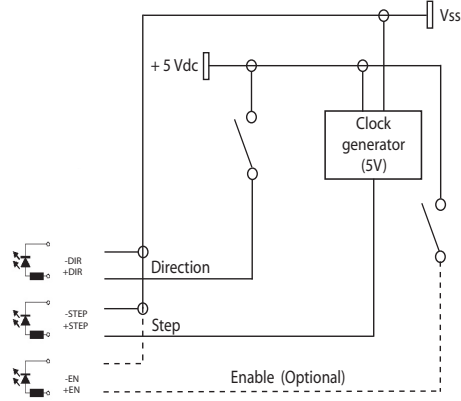 Vss
+ 5 Vdc
Clock
generator
(5V)
-DIR
+DIR
Direction
-STEP
+STEP
Step
-EN
+EN
Enable (Optional)